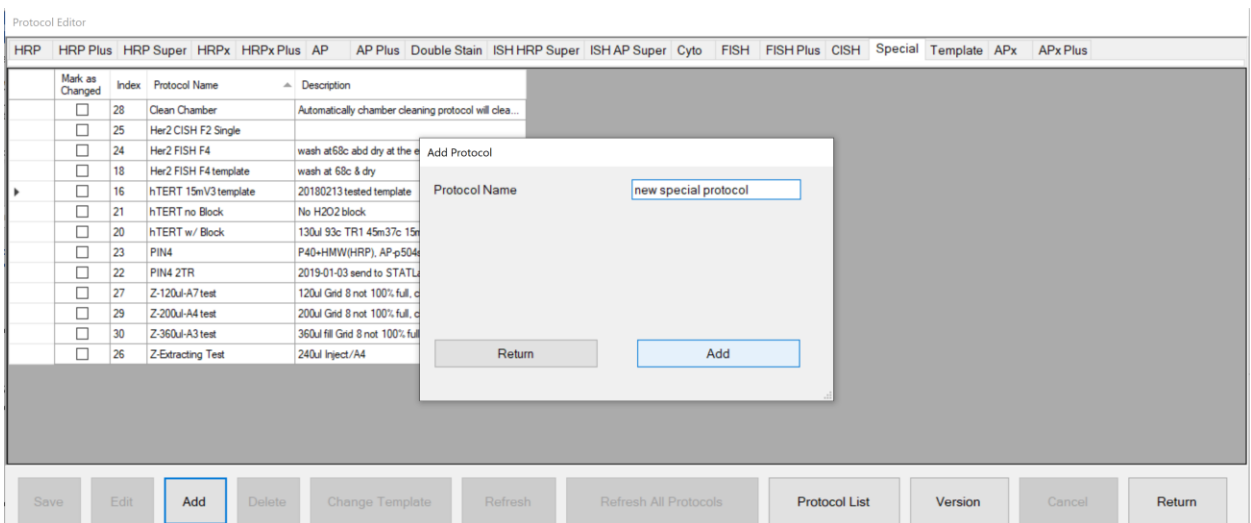 Protocol Editor
HRP HRP Plus HRP Super HRPx HRPx Plus AP AP Plus Double Stain ISH HRP Super ISH AP Super Cyto FISH FISH Plus CISH Special Template APx APx Plus
Mark as Changed Index Protocol Name Description
28 Clean Chamber Automatically chamber cleaning protocol will clea...
25 Her2 CISH F2 Single
24 Her2 FISH F4 wash at68c abd dry at the e
18 Her2 FISH F4 template wash at 68c & dry
16 hTERT 15mV3 template 20180213 tested template
21 hTERT no Block No H2O2 block
20 hTERT w/ Block 130ul 93c TR1 45m37c 15m
23 PIN4 P40+HMW(HRP), AP-p504s
22 PIN4 2TR 2019-01-03 send to STATLa
27 Z-120ul-A7 test 120ul Grid 8 not 100% full, c
29 Z-200ul-A4 test 200ul Grid 8 not 100% full, c
30 Z-360ul-A3 test 360ul fill Grid 8 not 100% full
26 Z-Extracting Test 240ul Inject/A4
Add Protocol
Protocol Name new special protocol
Return Add
Save Edit Add Delete Change Template Refresh Refresh All Protocols Protocol List Version Cancel Return